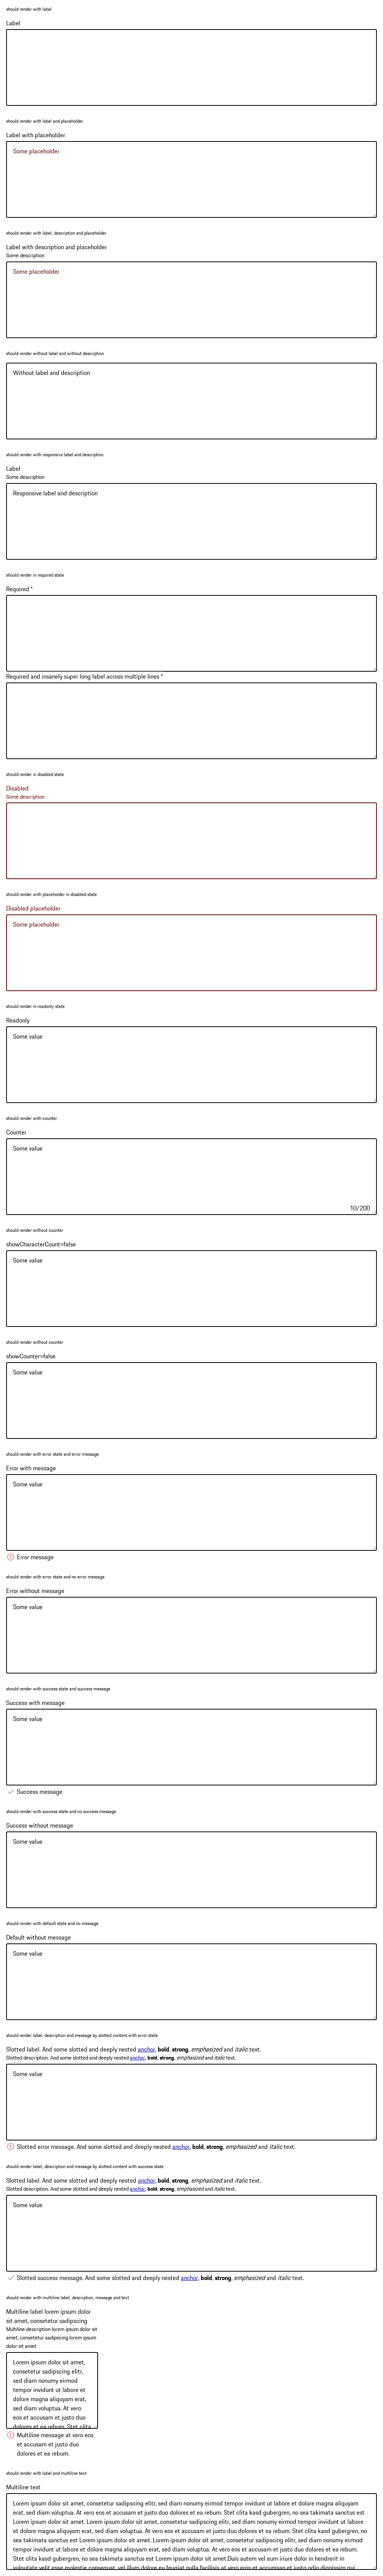 should render with label
Label
should render with label and placeholder
Label with placeholder
Some placeholder
should render with label, description and placeholder
Label with description and placeholder
Some description
Some placeholder
should render without label and without description
Without label and description
should render with responsive label and description
Label
Some description
Responsive label and description
should render in required state
Required *
Required and insanely super long label across multiple lines *
should render in disabled state
Disabled
Some description
should render with placeholder in disabled state
Disabled placeholder
Some placeholder
should render in readonly state
Readonly
Some value
should render with counter
Counter
Some value
10/200
should render without counter
showCharacterCount=false
Some value
should render without counter
showCounter=false
Some value
should render with error state and error message
Error with message
Some value
Error message
should render with error state and no error message
Error without message
Some value
should render with success state and success message
Success with message
Some value
Success message
should render with success state and no success message
Success without message
Some value
should render with default state and no message
Default without message
Some value
should render label, description and message by slotted content with error state
Slotted label. And some slotted and deeply nested anchor, bold, strong, emphasized and italic text.
Slotted description. And some slotted and deeply nested anchor, bold, strong, emphasized and italic text.
Some value
Slotted error message. And some slotted and deeply nested anchor, bold, strong, emphasized and italic text.
should render label, description and message by slotted content with success state
Slotted label. And some slotted and deeply nested anchor, bold, strong, emphasized and italic text.
Slotted description. And some slotted and deeply nested anchor, bold, strong, emphasized and italic text.
Some value
Slotted success message. And some slotted and deeply nested anchor, bold, strong, emphasized and italic text.
should render with multiline label, description, message and text
Multiline label lorem ipsum dolor
sit amet, consetetur sadipscing
Multiline description lorem ipsum dolor sit
amet, consetetur sadipscing lorem ipsum
dolor sit amet
Lorem ipsum dolor sit amet,
consetetur sadipscing elitr,
sed diam nonumy eirmod
tempor invidunt ut labore et
dolore magna aliquyam erat,
sed diam voluptua. At vero
eos et accusam et justo duo
dolores et ea rebum. Stet clita
Multiline message at vero eos
et accusam et justo duo
dolores et ea rebum.
should render with label and multiline text
Multiline text
Lorem ipsum dolor sit amet, consetetur sadipscing elitr, sed diam nonumy eirmod tempor invidunt ut labore et dolore magna aliquyam
erat, sed diam voluptua. At vero eos et accusam et justo duo dolores et ea rebum. Stet clita kasd gubergren, no sea takimata sanctus est
Lorem ipsum dolor sit amet. Lorem ipsum dolor sit amet, consetetur sadipscing elitr, sed diam nonumy eirmod tempor invidunt ut labore
et dolore magna aliquyam erat, sed diam voluptua. At vero eos et accusam et justo duo dolores et ea rebum. Stet clita kasd gubergren, no
sea takimata sanctus est Lorem ipsum dolor sit amet. Lorem ipsum dolor sit amet, consetetur sadipscing elitr, sed diam nonumy eirmod
tempor invidunt ut labore et dolore magna aliquyam erat, sed diam voluptua. At vero eos et accusam et justo duo dolores et ea rebum.
Stet clita kasd gubergren, no sea takimata sanctus est Lorem ipsum dolor sit amet.Duis autem vel eum iriure dolor in hendrerit in
vulputate velit esse molestie consequat, vel illum dolore eu feugiat nulla facilisis at vero eros et accumsan et iusto odio dignissim qui